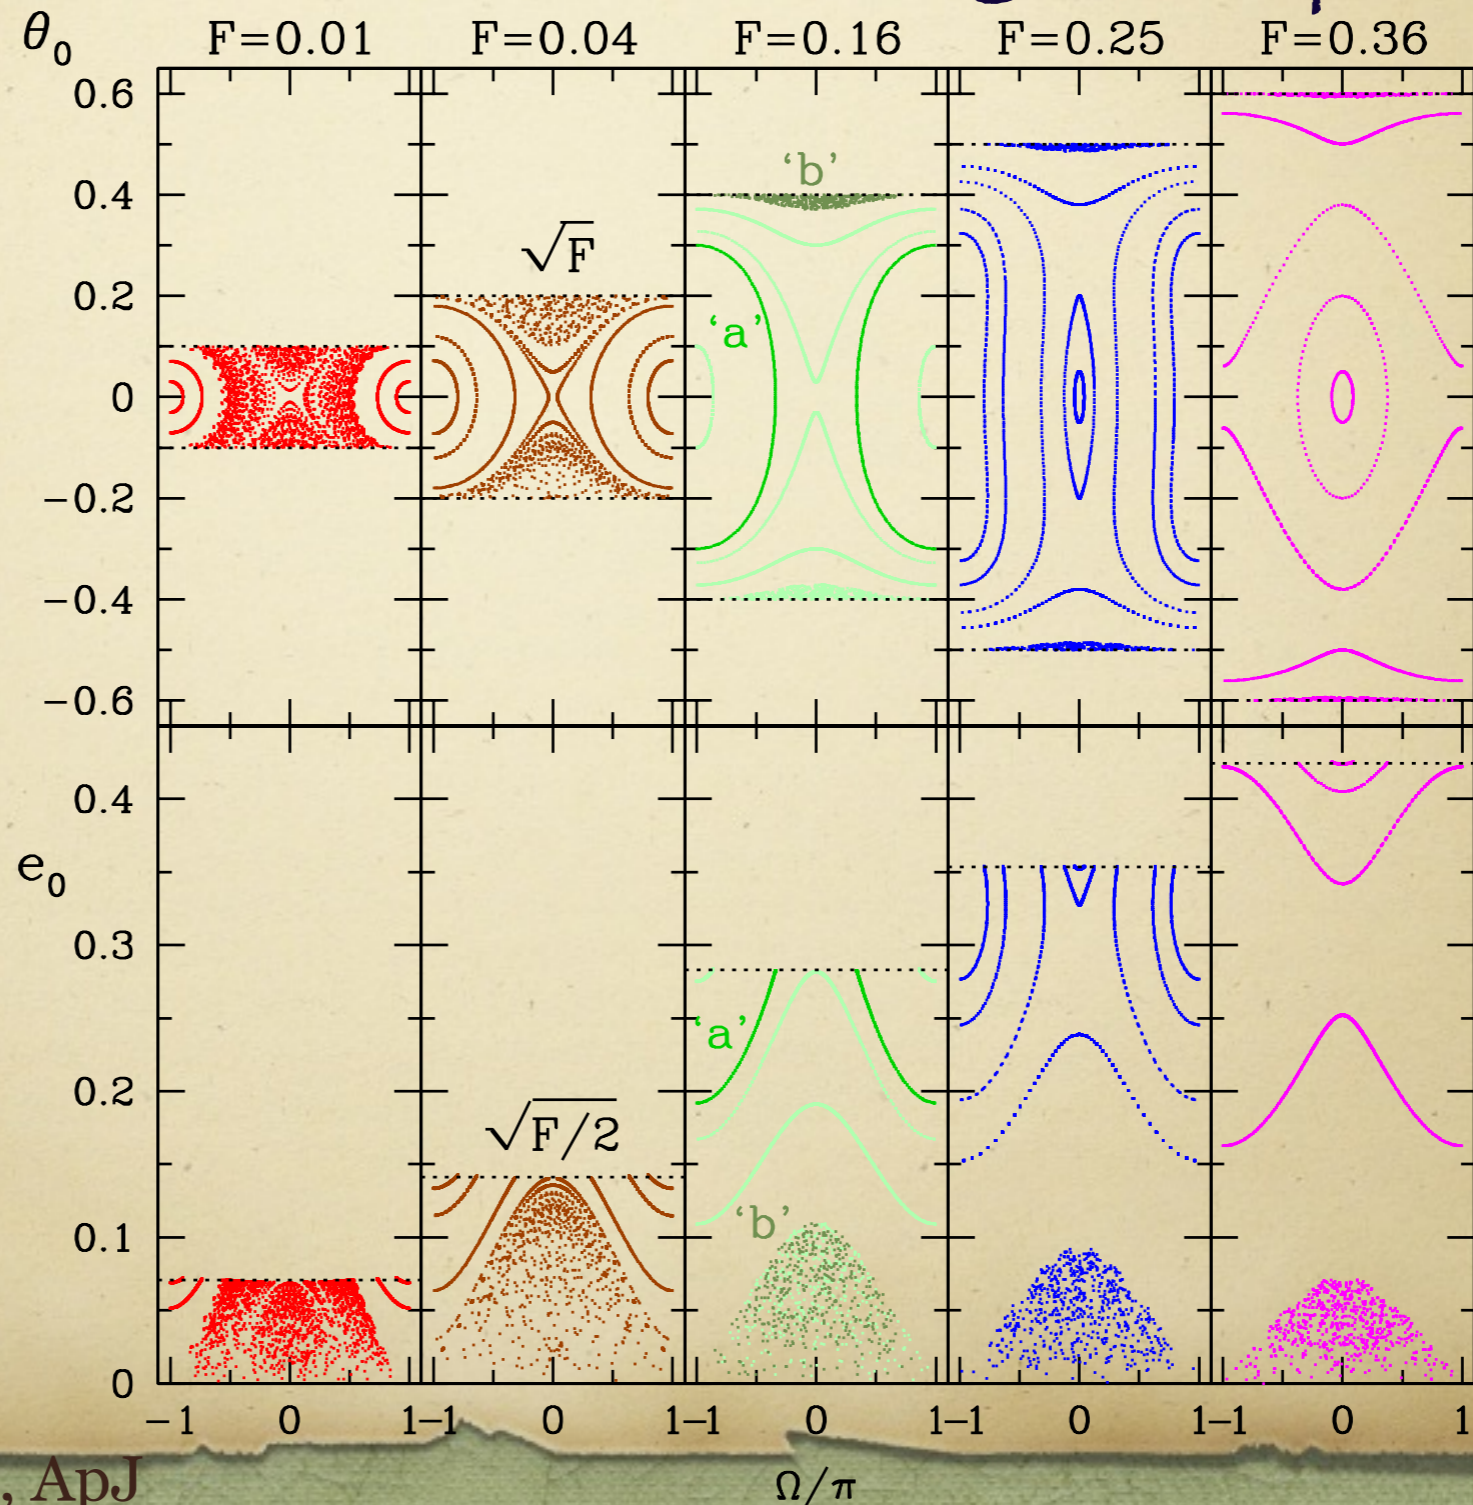 θ₀ F=0.01 F=0.04 F=0.16 F=0.25 F=0.36
0.6
0.4
0.2
0
−0.2
−0.4
−0.6
√F
'b'
'a'
e₀
0.4
0.3
0.2
0.1
0
√F/2
'a'
'b'
−1 0 1−1 0 1−1 0 1−1 0 1−1 0 1
Ω/π
, ApJ